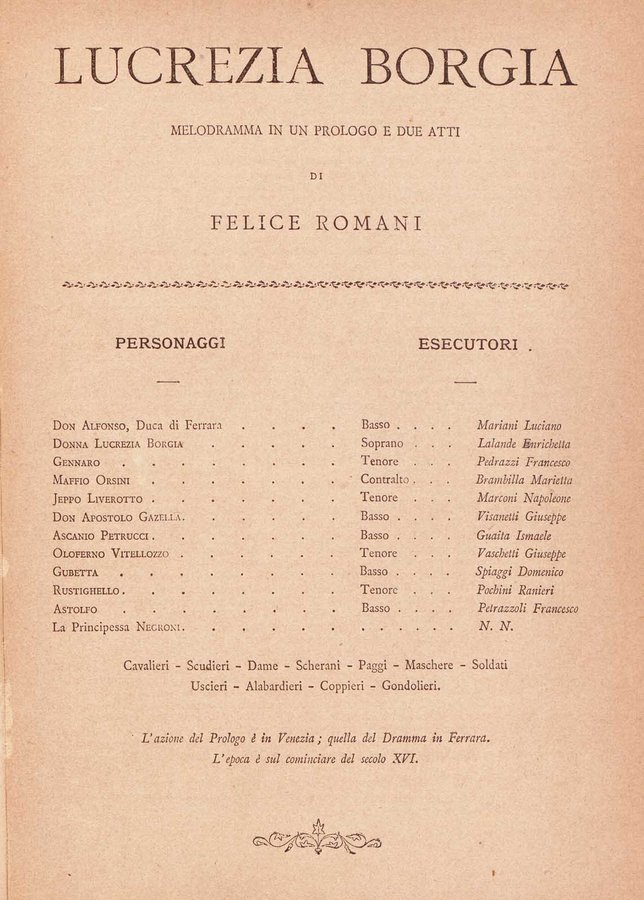 LUCREZIA BORGIA
MELODRAMMA IN UN PROLOGO E DUE ATTI
DI
FELICE ROMANI
PERSONAGGI ESECUTORI .
DON ALFONSO, Duca di Ferrara . . . . Basso . . . . Mariani Luciano
DONNA LUCREZIA BORGIA . . . . . Soprano . . . Lalande Enrichetta
GENNARO . . . . . . . . Tenore . . . Pedrazzi Francesco
MAFFIO ORSINI . . . . . . . Contralto . . . Brambilla Marietta
JEPPO LIVEROTTO . . . . . . . Tenore . . . Marconi Napoleone
DON APOSTOLO GAZELLA . . . . . . Basso . . . . Visanetti Giuseppe
ASCANIO PETRUCCI . . . . . . . Basso . . . . Guaita Ismaele
OLOFERNO VITELLOZZO . . . . . . Tenore . . . Vaschetti Giuseppe
GUBETTA . . . . . . . . Basso . . . . Spiaggi Domenico
RUSTIGHELLO . . . . . . . . Tenore . . . Pochini Ranieri
ASTOLFO . . . . . . . . Basso . . . . Petrazzoli Francesco
La Principessa NEGRONI . . . . . . . . . . . . N. N.
Cavalieri - Scudieri - Dame - Scherani - Paggi - Maschere - Soldati
Uscieri - Alabardieri - Coppieri - Gondolieri.
L'azione del Prologo è in Venezia ; quella del Dramma in Ferrara.
L'epoca è sul cominciare del secolo XVI.